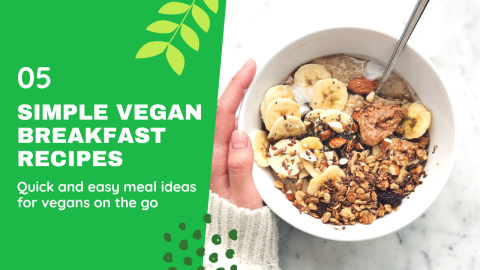 05
SIMPLE VEGAN
BREAKFAST
RECIPES
Quick and easy meal ideas
for vegans on the go